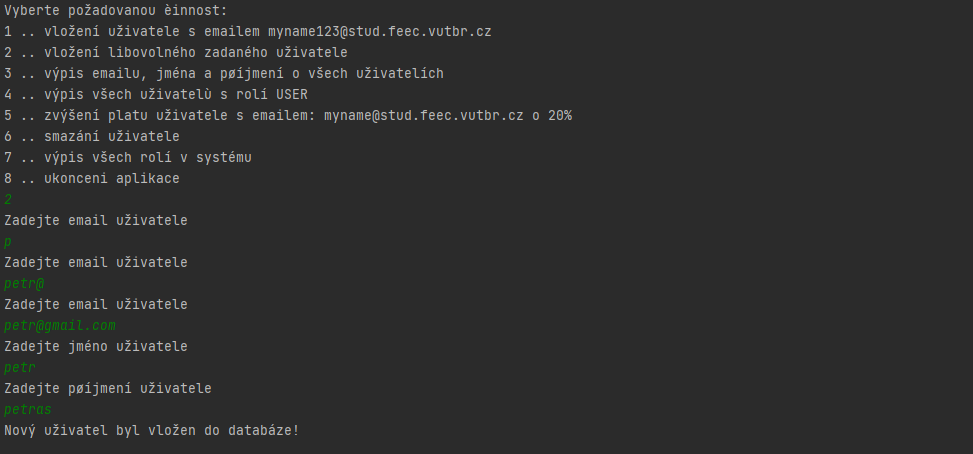 Vyberte požadovanou èinnost:
1 .. vložení uživatele s emailem myname123@stud.feec.vutbr.cz
2 .. vložení libovolného zadaného uživatele
3 .. výpis emailu, jména a pøíjmení o všech uživatelích
4 .. výpis všech uživatelù s rolí USER
5 .. zvýšení platu uživatele s emailem: myname@stud.feec.vutbr.cz o 20%
6 .. smazání uživatele
7 .. výpis všech rolí v systému
8 .. ukonceni aplikace
2
Zadejte email uživatele
p
Zadejte email uživatele
petr@
Zadejte email uživatele
petr@gmail.com
Zadejte jméno uživatele
petr
Zadejte pøíjmení uživatele
petras
Nový uživatel byl vložen do databáze!